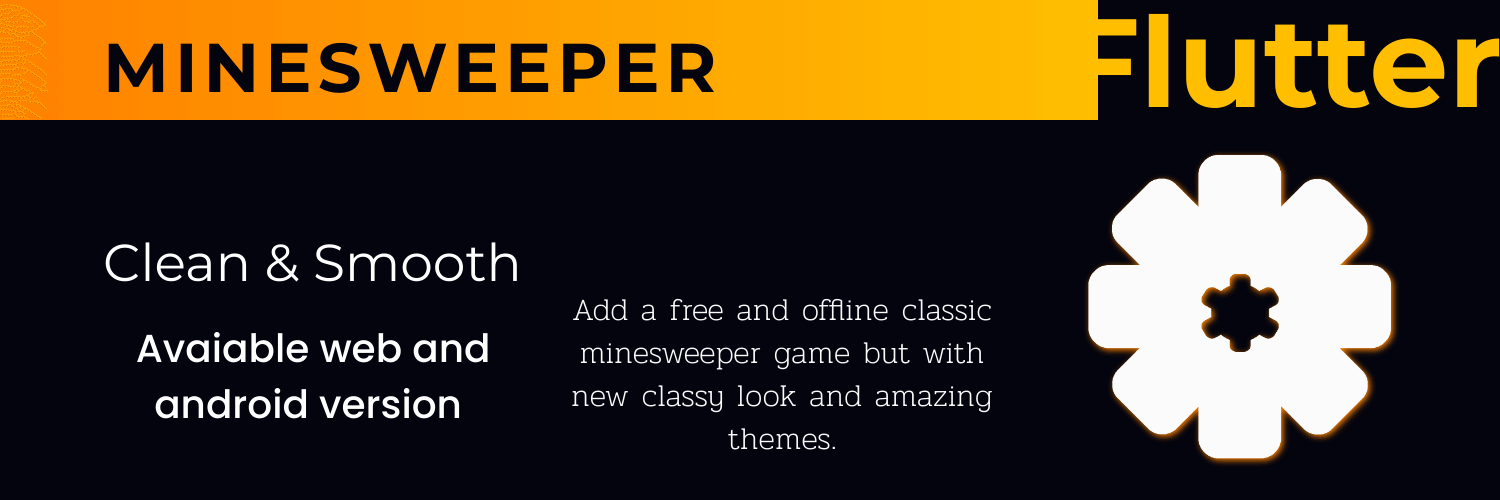 MINESWEEPER
Flutter
Clean & Smooth
Avaiable web and
android version
Add a free and offline classic
minesweeper game but with
new classy look and amazing
themes.